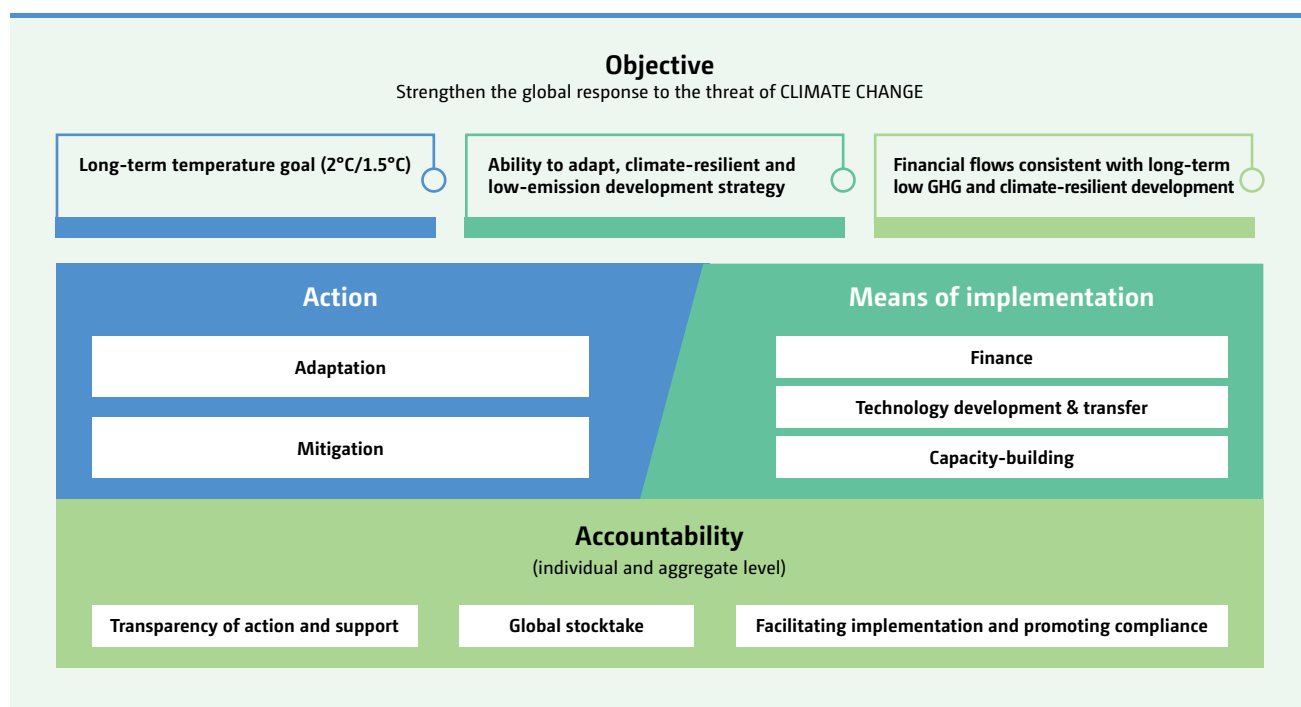 Objective
Strengthen the global response to the threat of CLIMATE CHANGE
Long-term temperature goal (2°C/1.5°C)
Ability to adapt, climate-resilient and
low-emission development strategy
Financial flows consistent with long-term
low GHG and climate-resilient development
Action
Adaptation
Mitigation
Means of implementation
Finance
Technology development & transfer
Capacity-building
Accountability
(individual and aggregate level)
Transparency of action and support
Global stocktake
Facilitating implementation and promoting compliance